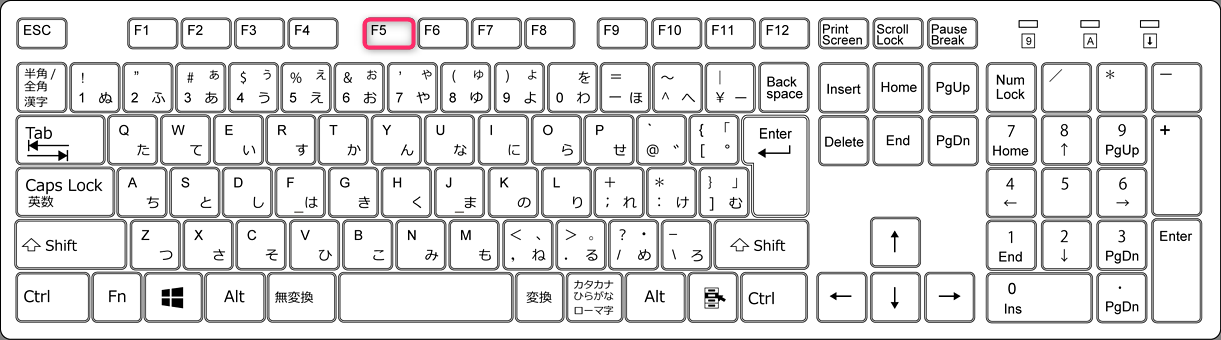 ESC F1 F2 F3 F4 F5 F6 F7 F8 F9 F10 F11 F12 Print Screen Scroll Lock Pause Break 9 A ⬇
半角/全角 漢字 ! 1 ぬ " 2 ふ # ぁ 3 あ $ ぅ 4 う % ぇ 5 え & ぉ 6 お ' ゃ 7 や ( ゅ 8 ゆ ) ょ 9 よ を 0 わ = ー ほ ～ ^ へ | ¥ ー Back space Insert Home PgUp Num Lock ／ ＊ －
Tab Q た W て E い R す T か Y ん U な I に O ら P せ ` @ ゛ { 「 [ ° Enter Delete End PgDn 7 Home 8 ↑ 9 PgUp +
Caps Lock 英数 A ち S と D し F _は G き H く J _ま K の L り + ; れ * : け } 」 ] む 4 ← 5 6 →
Shift Z つ X さ C そ V ひ B こ N み M も < 、 , ね > 。 . る ? ・ / め _ \ ろ Shift ↑ 1 End 2 ↓ 3 PgDn Enter
Ctrl Fn Alt 無変換 変換 カタカナ ひらがな ローマ字 Alt Ctrl ← ↓ → 0 Ins . PgDn